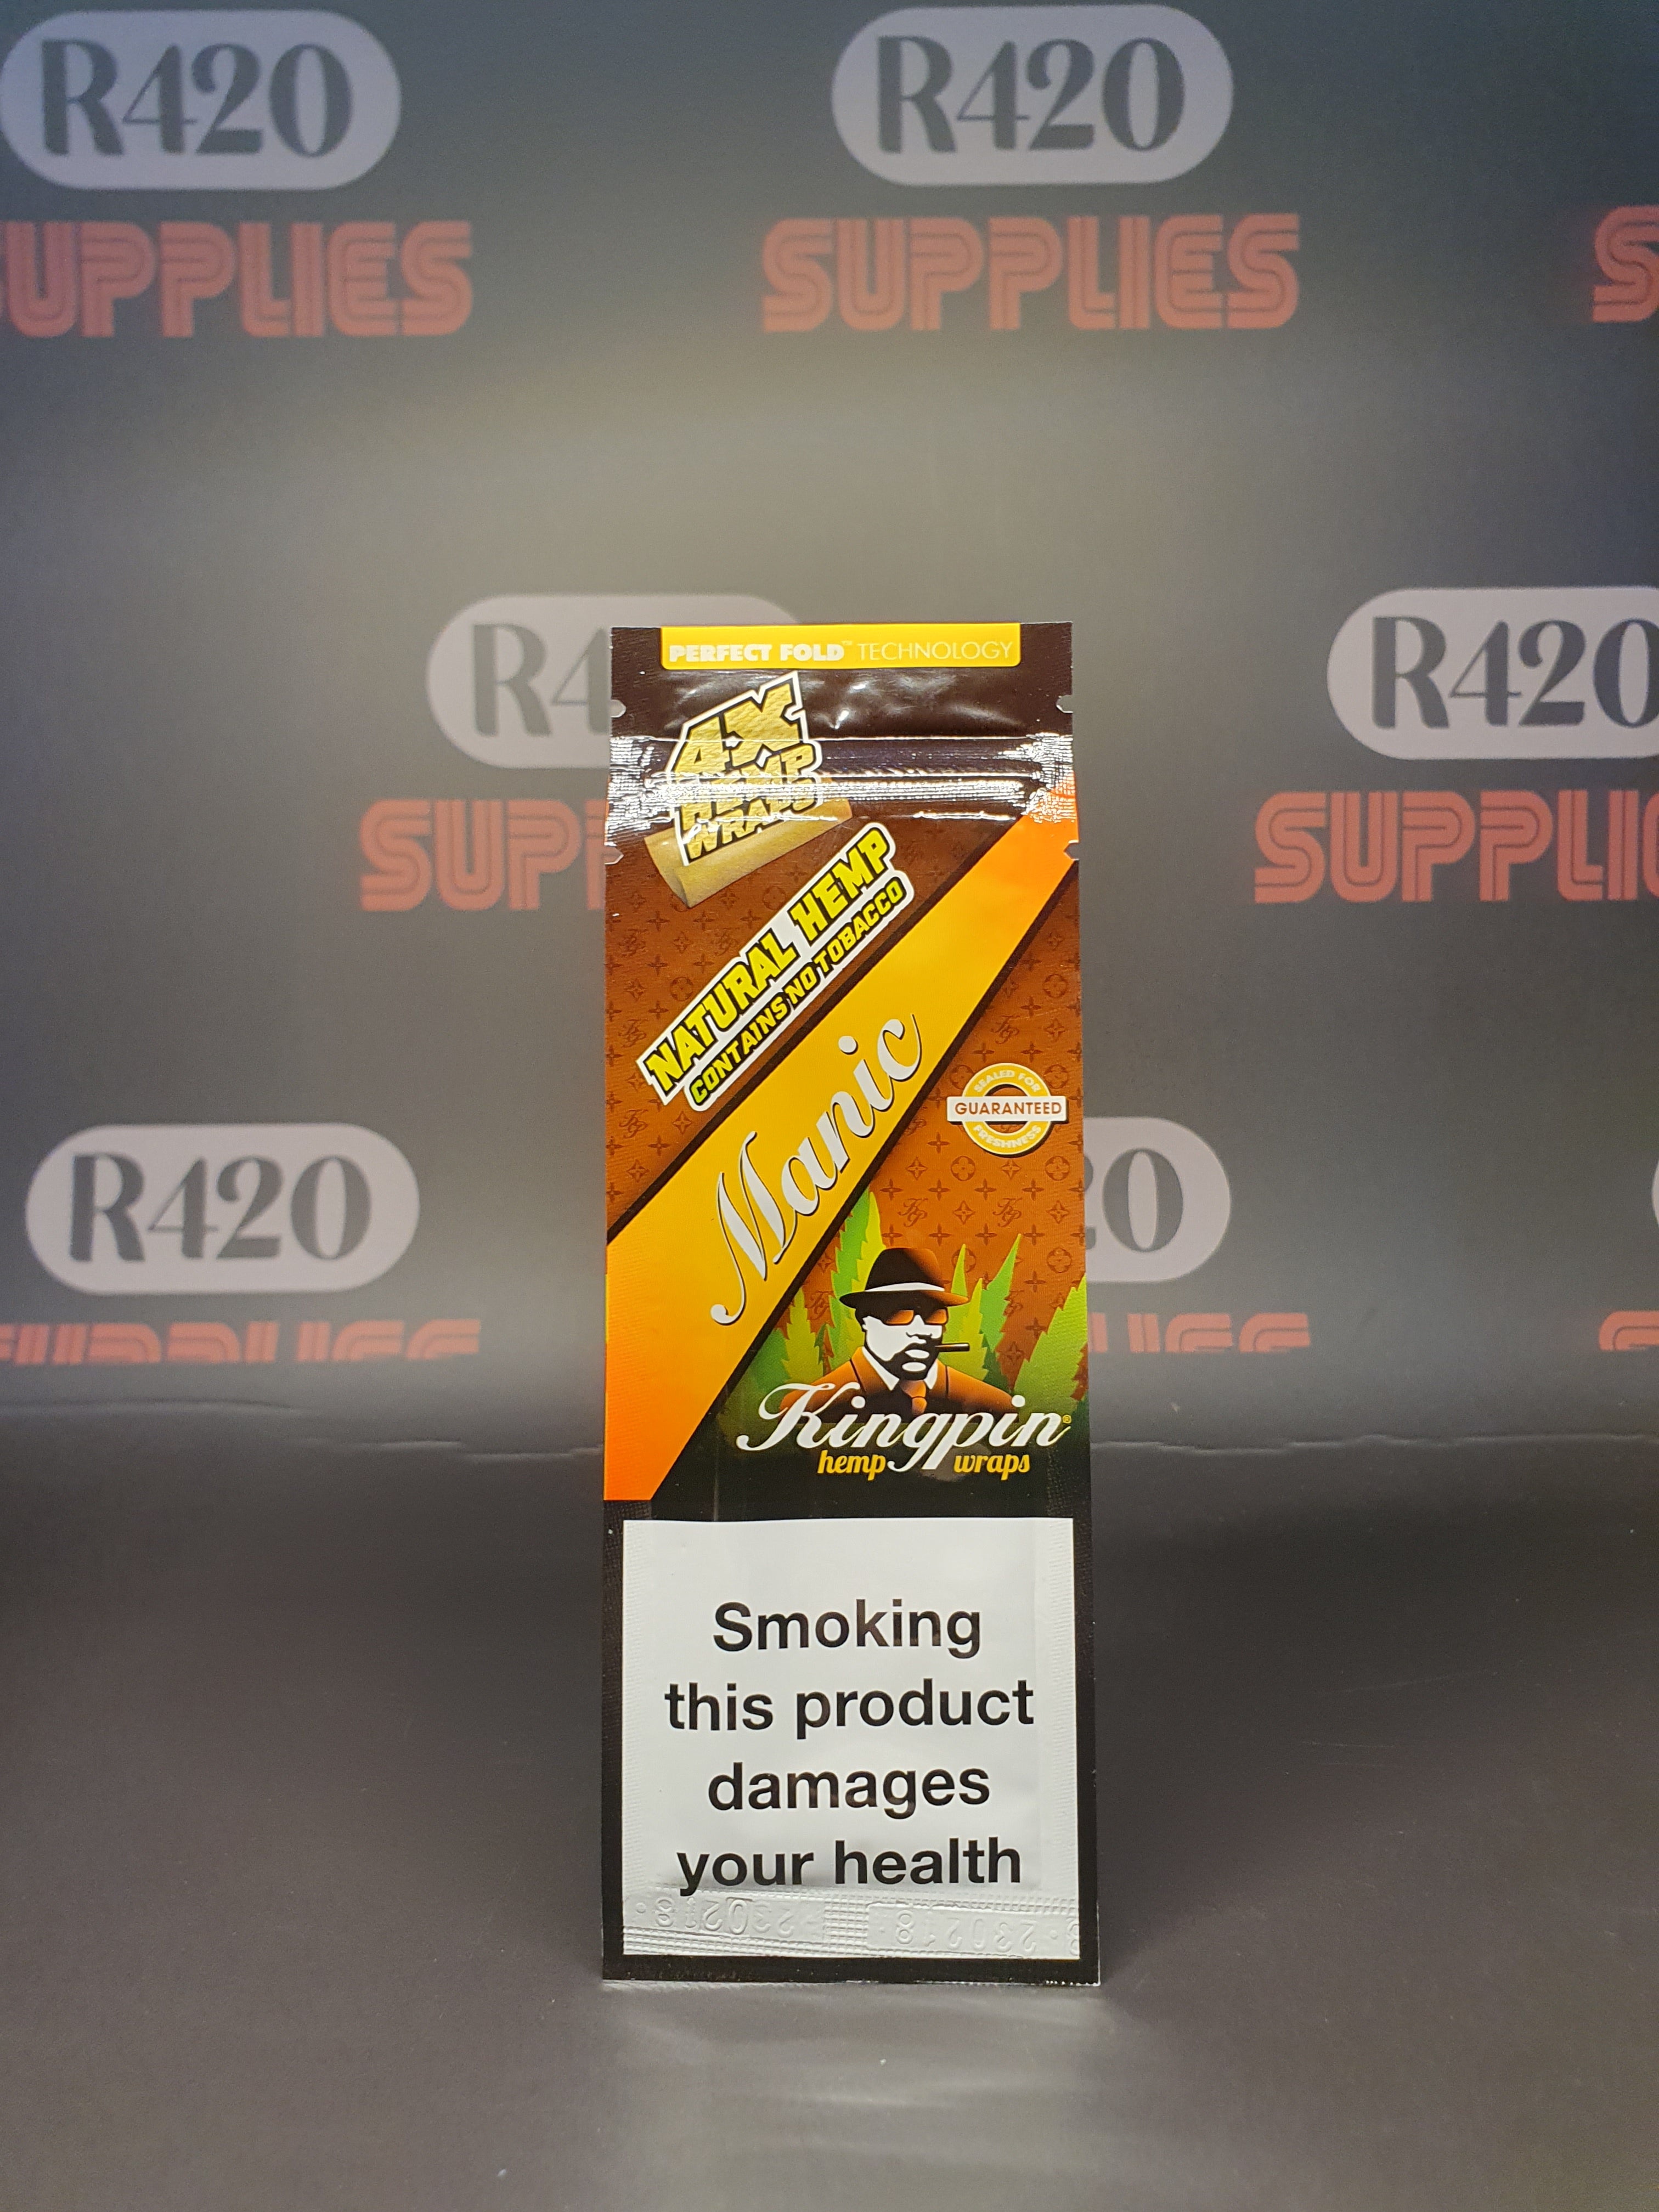 R420
R420
SUPPLIES
SUPPLIES
R420
SUPPLIES
R420
PERFECT FOLD™ TECHNOLOGY
4X
HEMP
WRAPS
NATURAL HEMP
CONTAINS NO TOBACCO
Manic
SEALED FOR
GUARANTEED
FRESHNESS
Kingpin®
hemp wraps
Smoking
this product
damages
your health